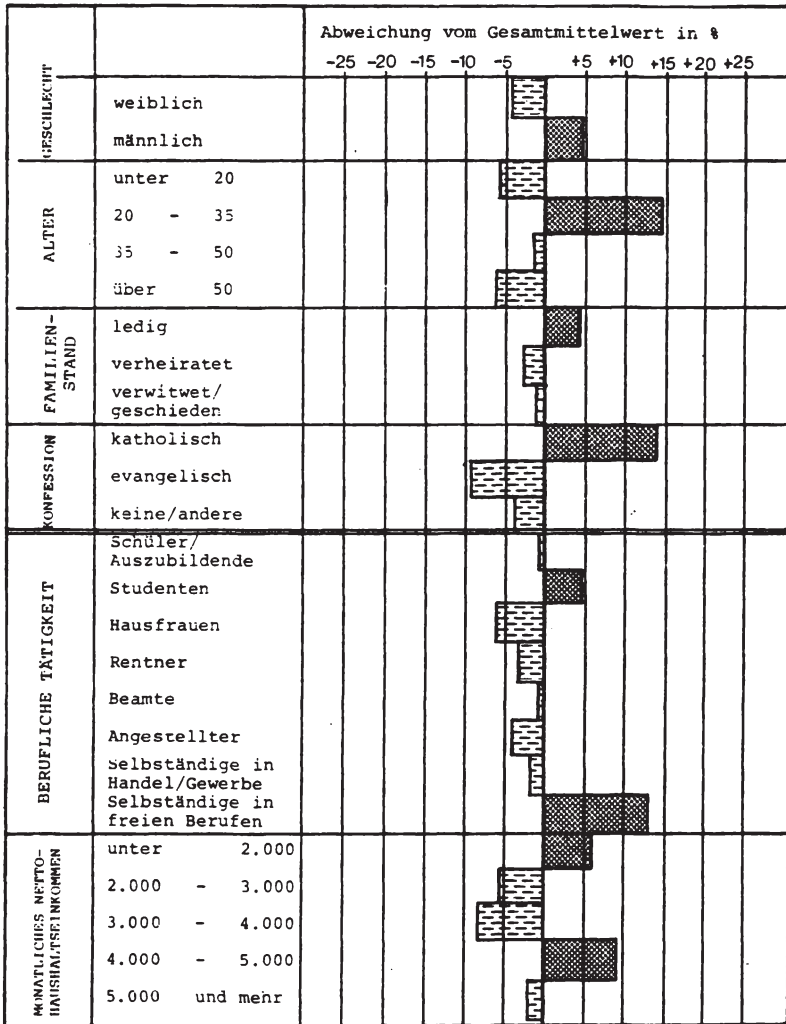 Abweichung vom Gesamtmittelwert in %
-25 -20 -15 -10 -5 +5 +10 +15 +20 +25
GESCHLECHT
weiblich
männlich
ALTER
unter 20
20 - 35
35 - 50
über 50
FAMILIEN-
STAND
ledig
verheiratet
verwitwet/
geschieden
KONFESSION
katholisch
evangelisch
keine/andere
BERUFLICHE TÄTIGKEIT
Schüler/
Auszubildende
Studenten
Hausfrauen
Rentner
Beamte
Angestellter
Selbständige in
Handel/Gewerbe
Selbständige in
freien Berufen
MONATLICHES NETTO-
HAUSHALTSEINKOMMEN
unter 2.000
2.000 - 3.000
3.000 - 4.000
4.000 - 5.000
5.000 und mehr